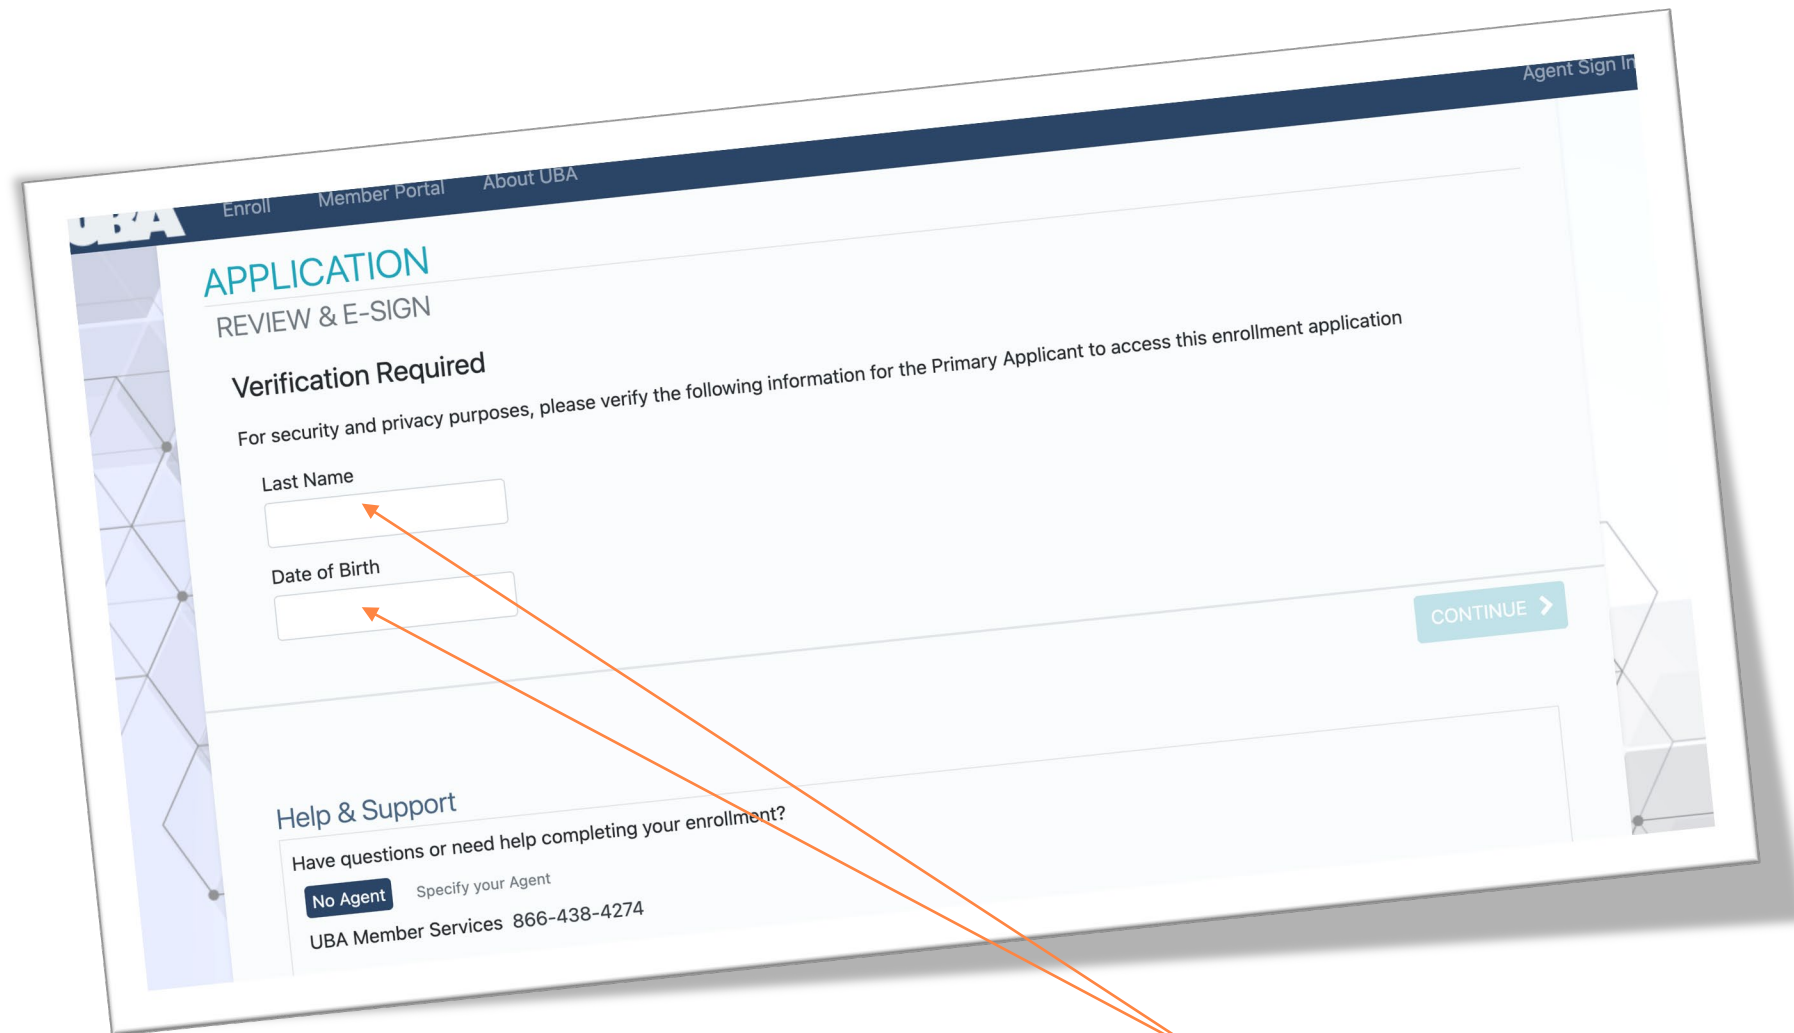 Agent Sign In
UBA Enroll Member Portal About UBA
APPLICATION
REVIEW & E-SIGN
Verification Required
For security and privacy purposes, please verify the following information for the Primary Applicant to access this enrollment application
Last Name
Date of Birth
CONTINUE
Help & Support
Have questions or need help completing your enrollment?
No Agent Specify your Agent
UBA Member Services 866-438-4274